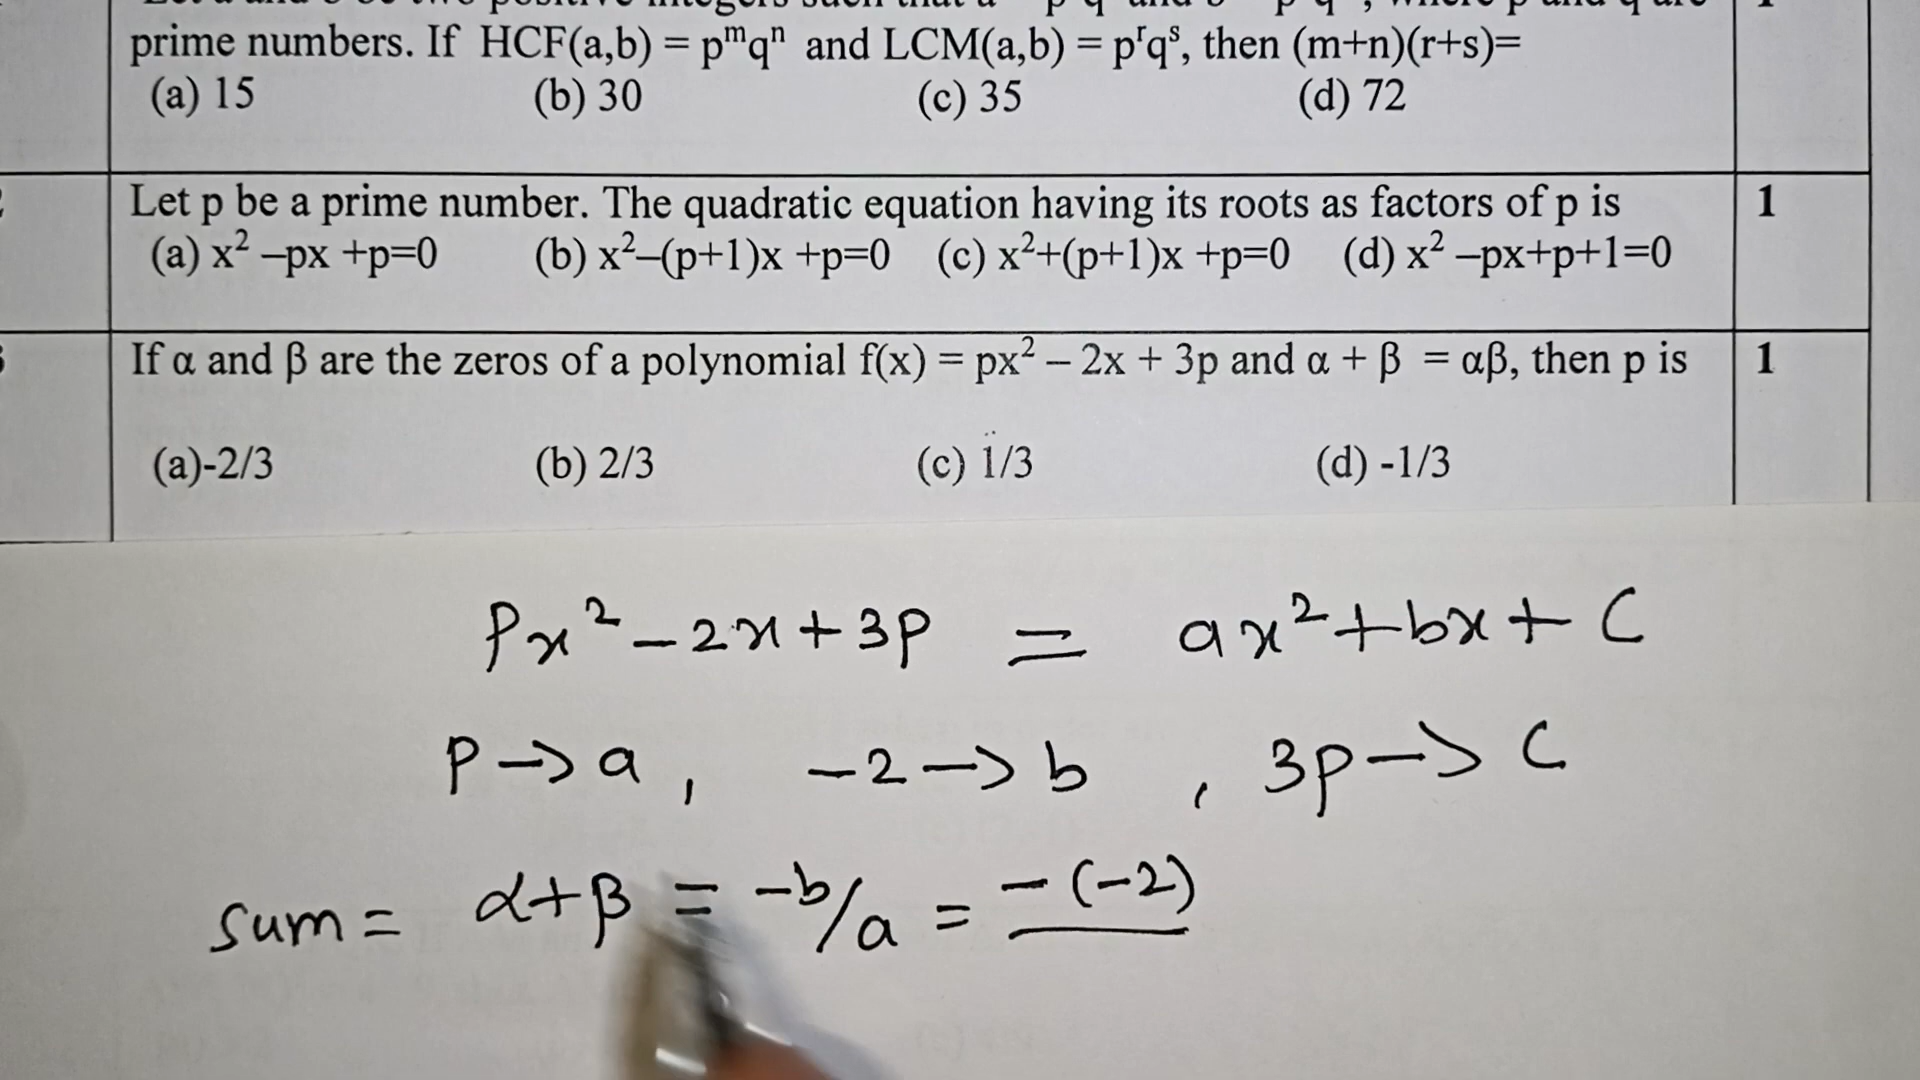 prime numbers. If HCF(a,b) = pᵐqⁿ and LCM(a,b) = pʳqˢ, then (m+n)(r+s)=
(a) 15 (b) 30 (c) 35 (d) 72
Let p be a prime number. The quadratic equation having its roots as factors of p is 1
(a) x² –px +p=0 (b) x²–(p+1)x +p=0 (c) x²+(p+1)x +p=0 (d) x² –px+p+1=0
If α and β are the zeros of a polynomial f(x) = px² – 2x + 3p and α + β = αβ, then p is 1
(a)-2/3 (b) 2/3 (c) 1/3 (d) -1/3
Px² – 2x + 3p = ax² + bx + c
P -> a, -2 -> b, 3p -> c
sum = α+β = -b/a = -(-2)